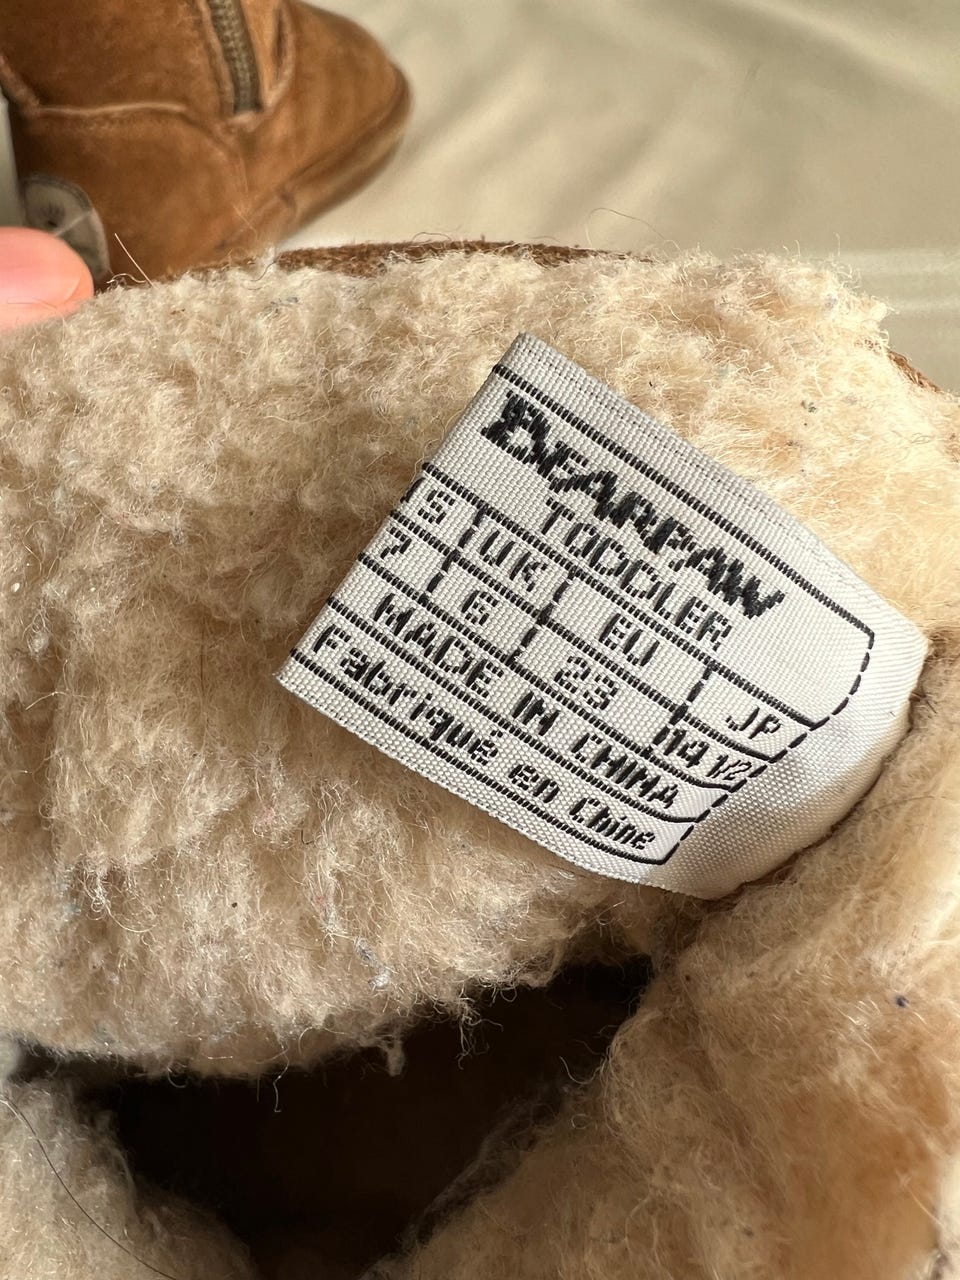 BEARPAW
TODDLER
US UK EU JP
7 6 23 14 1/2
MADE IN CHINA
Fabriqué en Chine